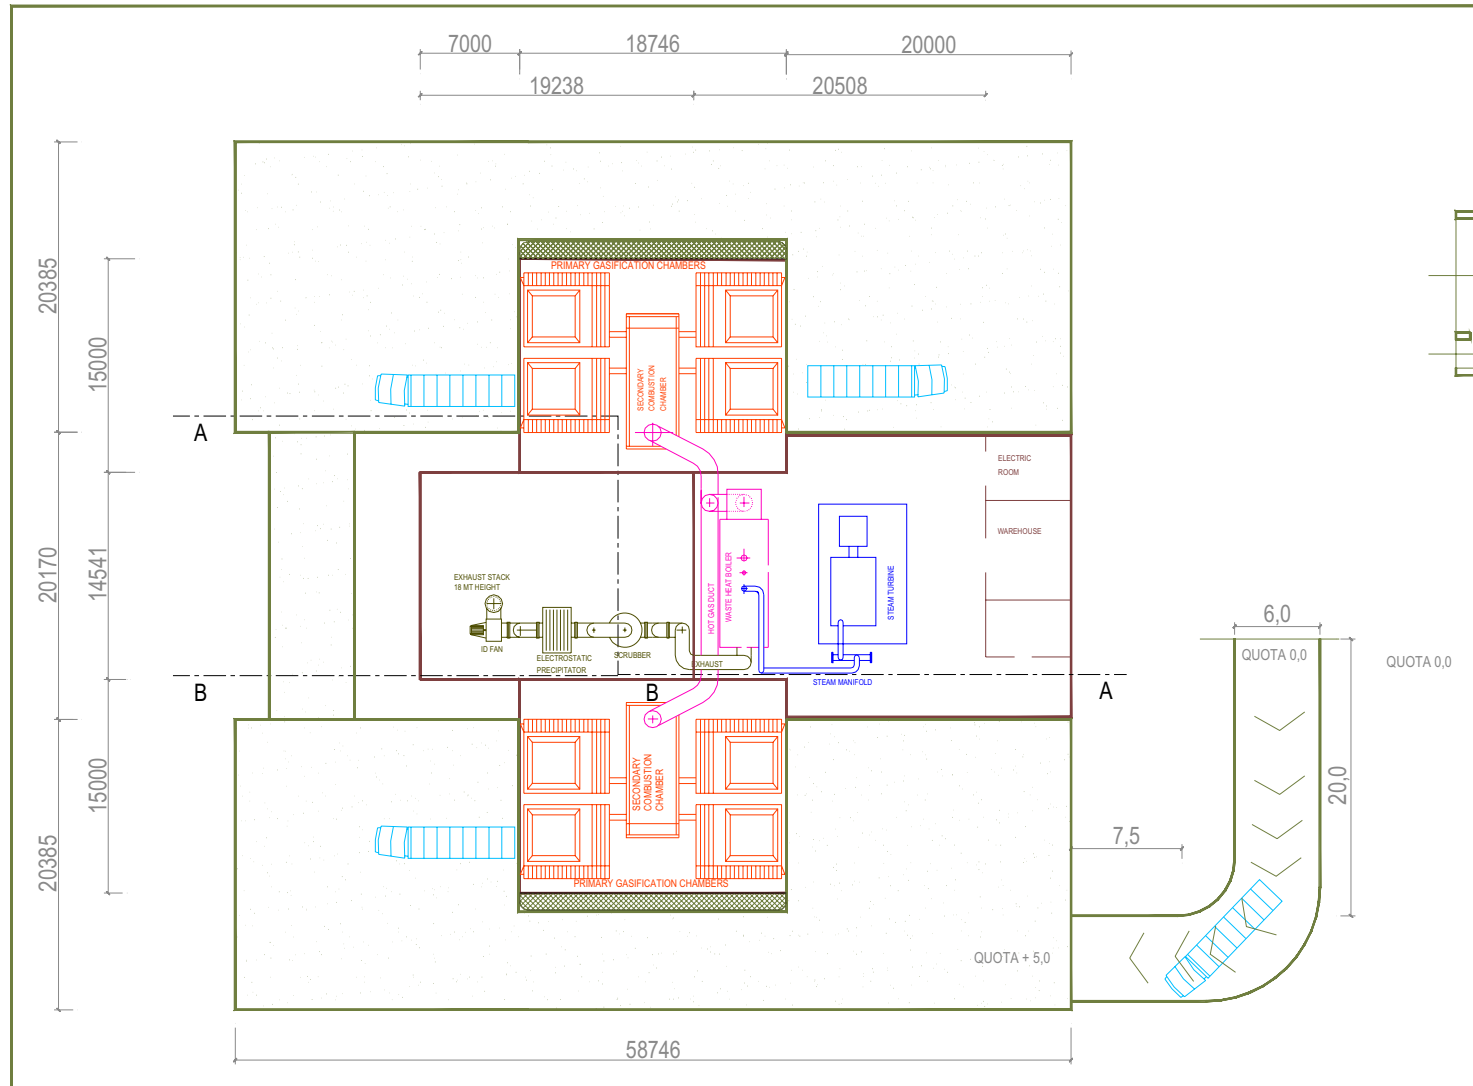 7000
18746
20000
19238
20508
20385
15000
PRIMARY GASIFICATION CHAMBERS
SECONDARY
COMBUSTION
CHAMBER
A
ELECTRIC
ROOM
WAREHOUSE
20170
14541
EXHAUST STACK
18 MT HEIGHT
HOT GAS DUCT
WASTE HEAT BOILER
STEAM TURBINE
ID FAN
ELECTROSTATIC
PRECIPITATOR
SCRUBBER
EXHAUST
STEAM MANIFOLD
B
B
A
6,0
QUOTA 0,0
QUOTA 0,0
20,0
7,5
15000
SECONDARY
COMBUSTION
CHAMBER
20385
PRIMARY GASIFICATION CHAMBERS
QUOTA + 5,0
58746